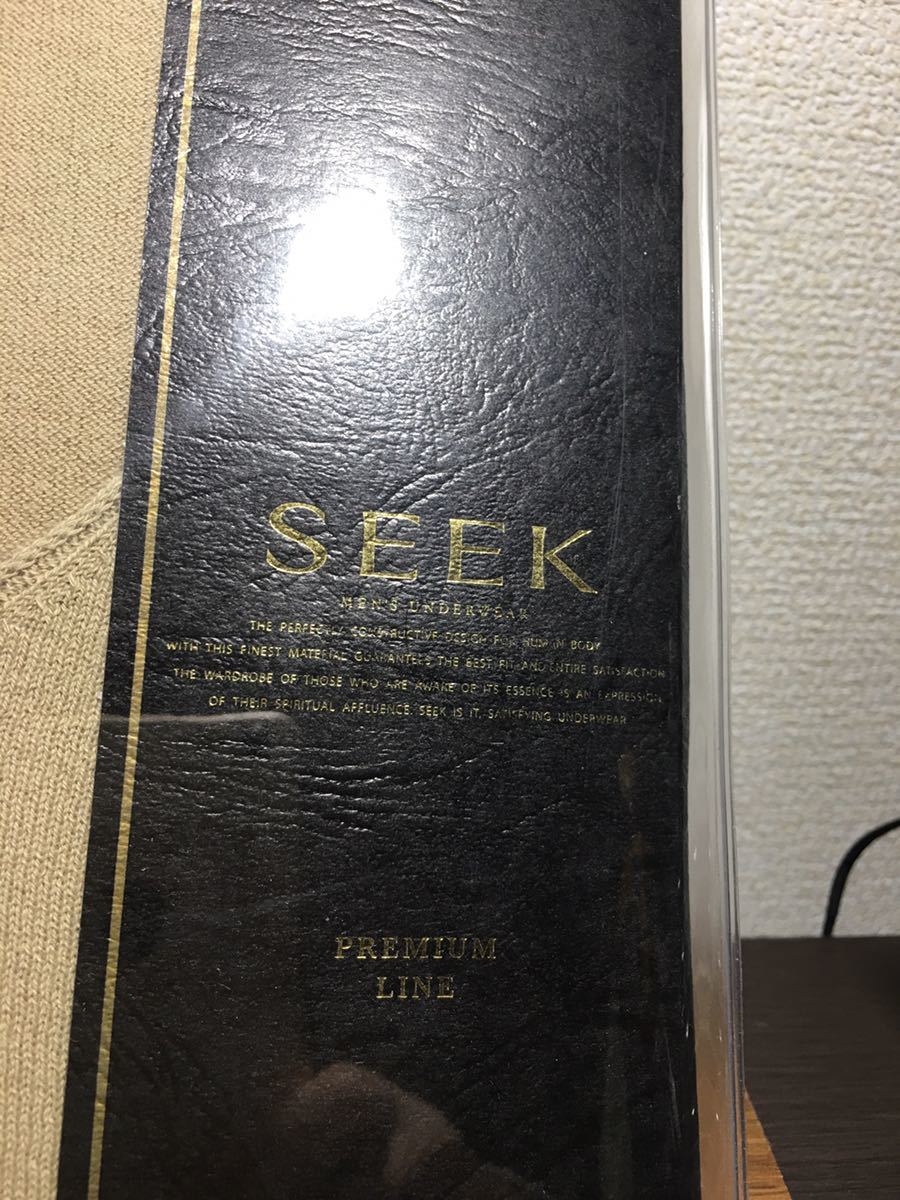 SEEK
MEN'S UNDERWEAR
THE PERFECTLY CONSTRUCTIVE DESIGN FOR HUMAN BODY
WITH THIS FINEST MATERIAL GUARANTEES THE BEST FIT AND ENTIRE SATISFACTION
THE WARDROBE OF THOSE WHO ARE AWAKE OF ITS ESSENCE IS AN EXPRESSION
OF THEIR SPIRITUAL AFFLUENCE SEEK IS IT, SATISFYING UNDERWEAR
PREMIUM
LINE